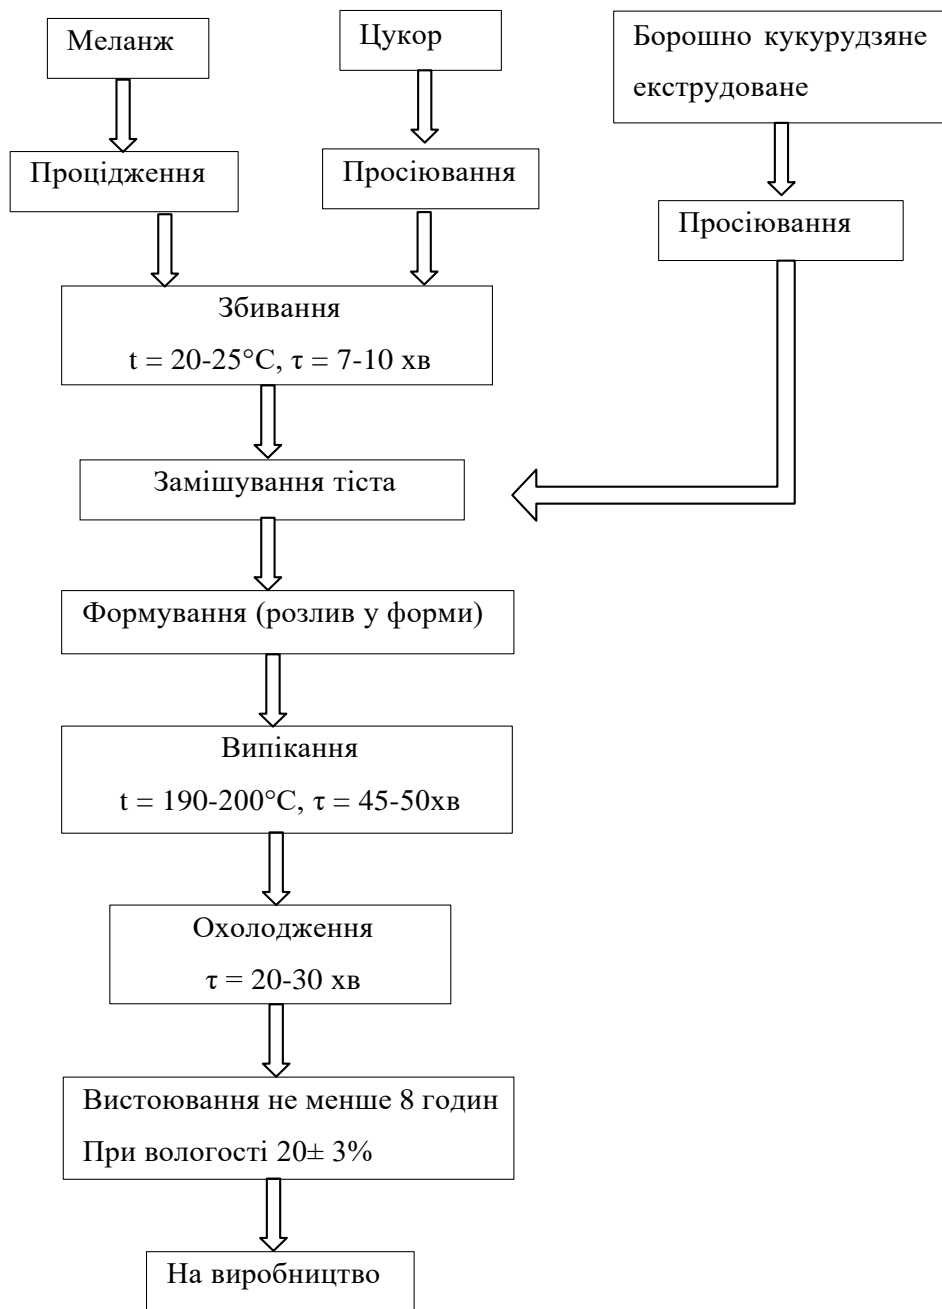 Меланж
Цукор
Борошно кукурудзяне
екструдоване
Процідження
Просіювання
Просіювання
Збивання
t = 20-25°C, τ = 7-10 хв
Замішування тіста
Формування (розлив у форми)
Випікання
t = 190-200°C, τ = 45-50хв
Охолодження
τ = 20-30 хв
Вистоювання не менше 8 годин
При вологості 20± 3%
На виробництво